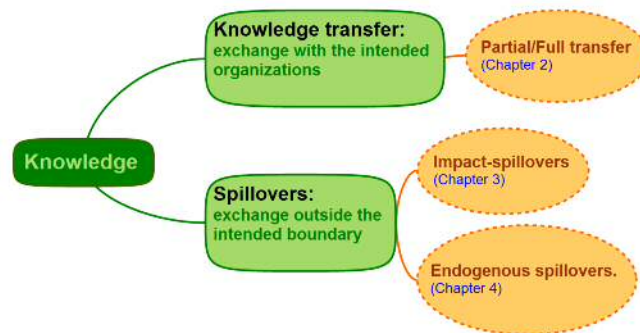 Knowledge
Knowledge transfer:
exchange with the intended
organizations
Partial/Full transfer
(Chapter 2)
Spillovers:
exchange outside the
intended boundary
Impact-spillovers
(Chapter 3)
Endogenous spillovers.
(Chapter 4)